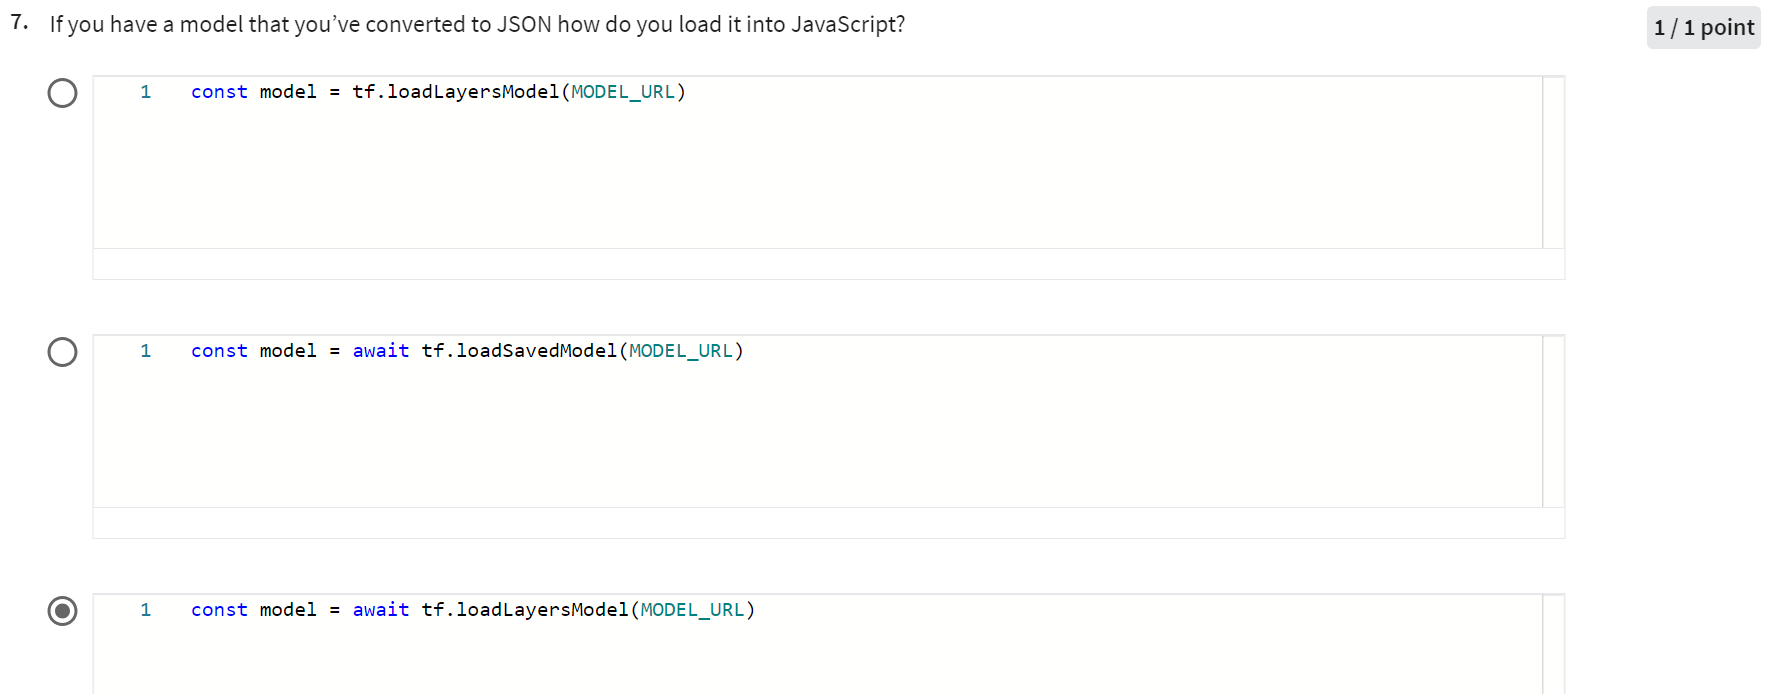 7. If you have a model that you’ve converted to JSON how do you load it into JavaScript?
1 / 1 point
1 const model = tf.loadLayersModel(MODEL_URL)
1 const model = await tf.loadSavedModel(MODEL_URL)
1 const model = await tf.loadLayersModel(MODEL_URL)